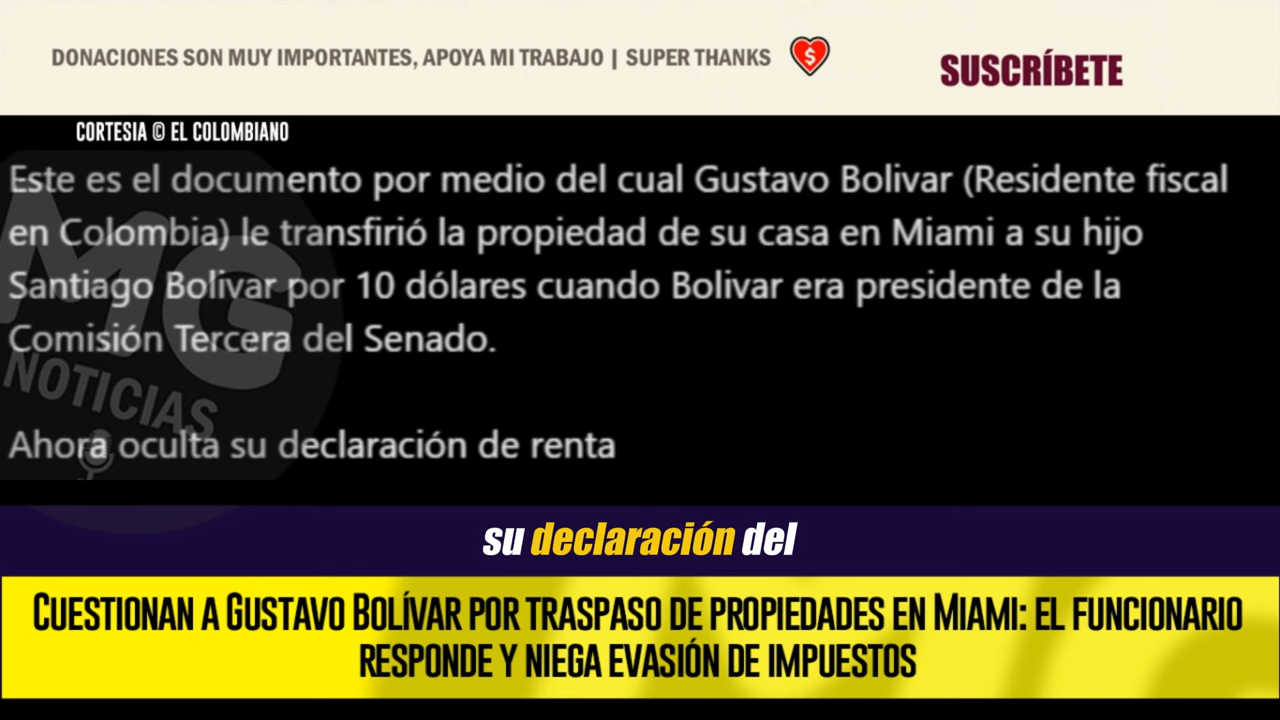 DONACIONES SON MUY IMPORTANTES, APOYA MI TRABAJO | SUPER THANKS
$
SUSCRÍBETE
CORTESIA © EL COLOMBIANO
Este es el documento por medio del cual Gustavo Bolivar (Residente fiscal
en Colombia) le transfirió la propiedad de su casa en Miami a su hijo
Santiago Bolivar por 10 dólares cuando Bolivar era presidente de la
Comisión Tercera del Senado.
Ahora oculta su declaración de renta
MG
NOTICIAS
su declaración del
CUESTIONAN A GUSTAVO BOLÍVAR POR TRASPASO DE PROPIEDADES EN MIAMI: EL FUNCIONARIO
RESPONDE Y NIEGA EVASIÓN DE IMPUESTOS